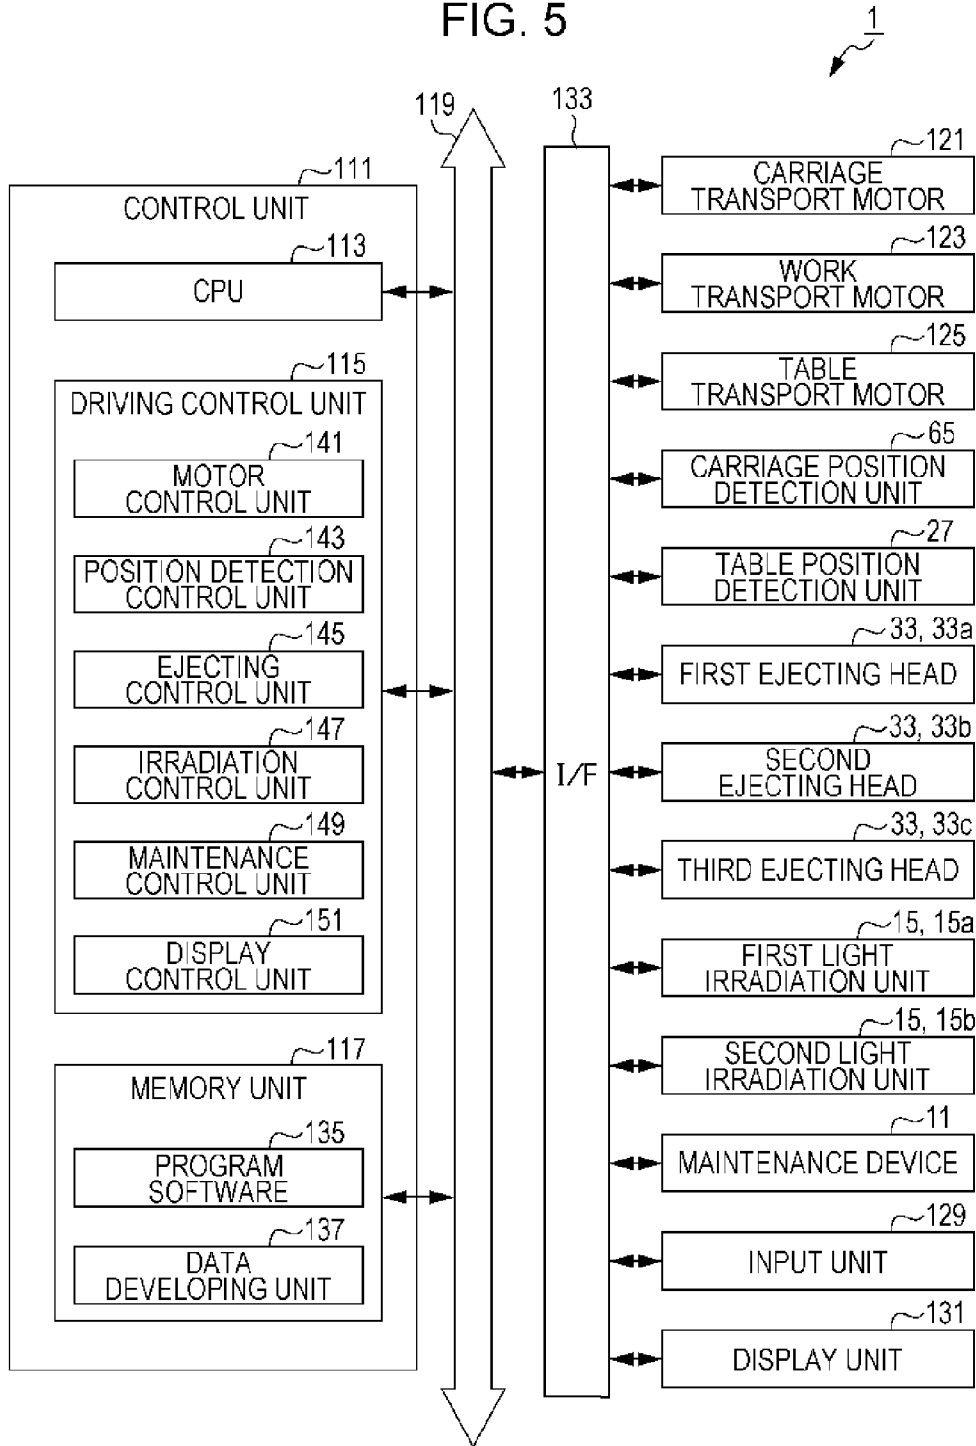 FIG. 5
1
119
133
111
CONTROL UNIT
113
CPU
115
DRIVING CONTROL UNIT
141
MOTOR
CONTROL UNIT
143
POSITION DETECTION
CONTROL UNIT
145
EJECTING
CONTROL UNIT
147
IRRADIATION
CONTROL UNIT
149
MAINTENANCE
CONTROL UNIT
151
DISPLAY
CONTROL UNIT
117
MEMORY UNIT
135
PROGRAM
SOFTWARE
137
DATA
DEVELOPING UNIT
I/F
121
CARRIAGE
TRANSPORT MOTOR
123
WORK
TRANSPORT MOTOR
125
TABLE
TRANSPORT MOTOR
65
CARRIAGE POSITION
DETECTION UNIT
27
TABLE POSITION
DETECTION UNIT
33, 33a
FIRST EJECTING HEAD
33, 33b
SECOND
EJECTING HEAD
33, 33c
THIRD EJECTING HEAD
15, 15a
FIRST LIGHT
IRRADIATION UNIT
15, 15b
SECOND LIGHT
IRRADIATION UNIT
11
MAINTENANCE DEVICE
129
INPUT UNIT
131
DISPLAY UNIT